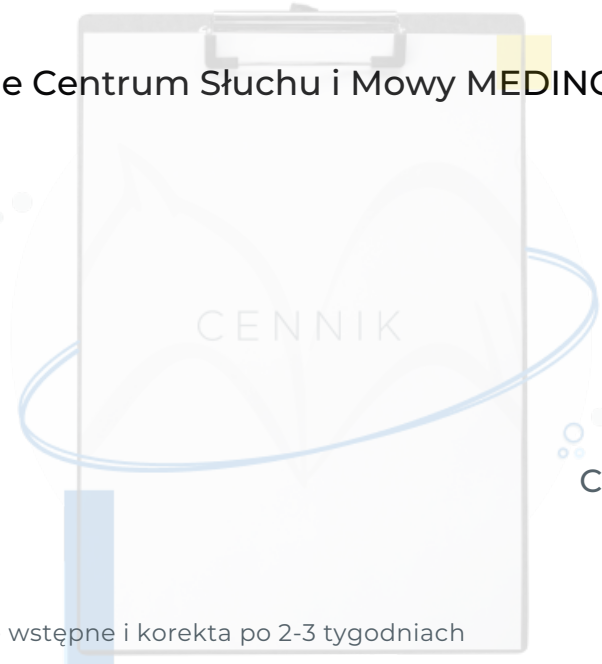 e Centrum Słuchu i Mowy MEDINC
CENNIK
C
wstępne i korekta po 2-3 tygodniach